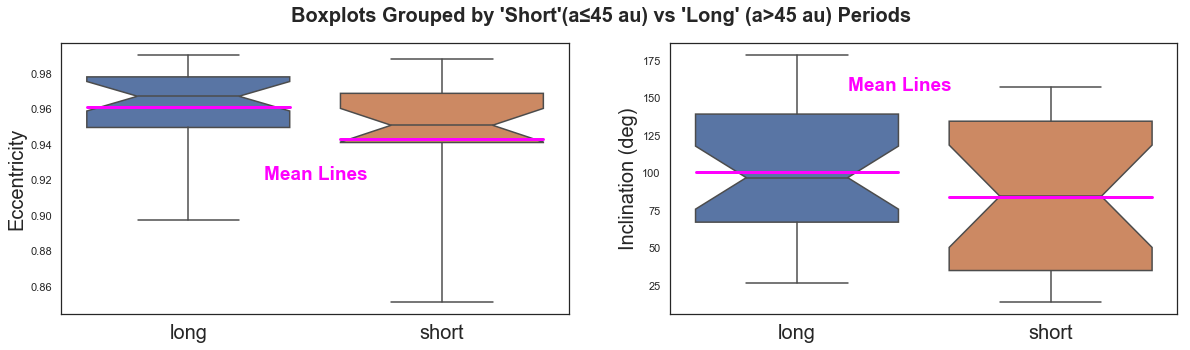 Boxplots Grouped by 'Short'(a≤45 au) vs 'Long' (a>45 au) Periods
Eccentricity
0.98
0.96
0.94
0.92
0.90
0.88
0.86
Mean Lines
long
short
Inclination (deg)
175
150
125
100
75
50
25
Mean Lines
long
short